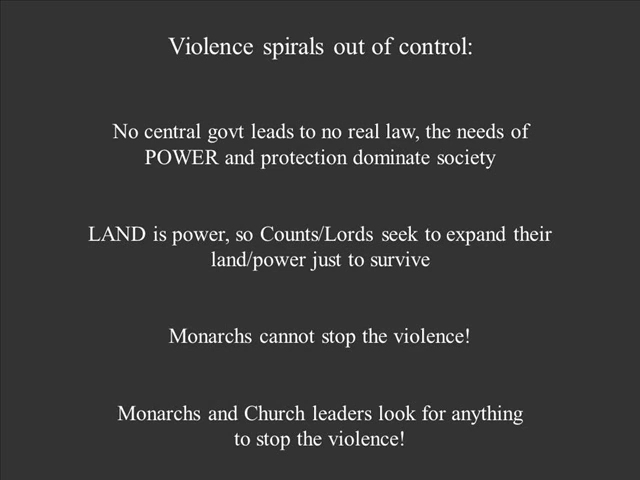 Violence spirals out of control:
No central govt leads to no real law, the needs of
POWER and protection dominate society
LAND is power, so Counts/Lords seek to expand their
land/power just to survive
Monarchs cannot stop the violence!
Monarchs and Church leaders look for anything
to stop the violence!